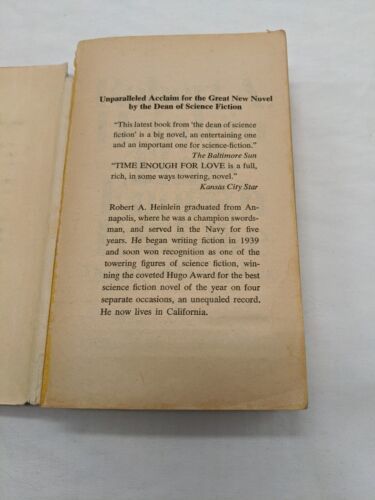 Unparalleled Acclaim for the Great New Novel
by the Dean of Science Fiction
"This latest book from 'the dean of science
fiction' is a big novel, an entertaining one
and an important one for science-fiction."
The Baltimore Sun
"TIME ENOUGH FOR LOVE is a full,
rich, in some ways towering, novel."
Kansas City Star
Robert A. Heinlein graduated from An-
napolis, where he was a champion swords-
man, and served in the Navy for five
years. He began writing fiction in 1939
and soon won recognition as one of the
towering figures of science fiction, win-
ning the coveted Hugo Award for the best
science fiction novel of the year on four
separate occasions, an unequaled record.
He now lives in California.